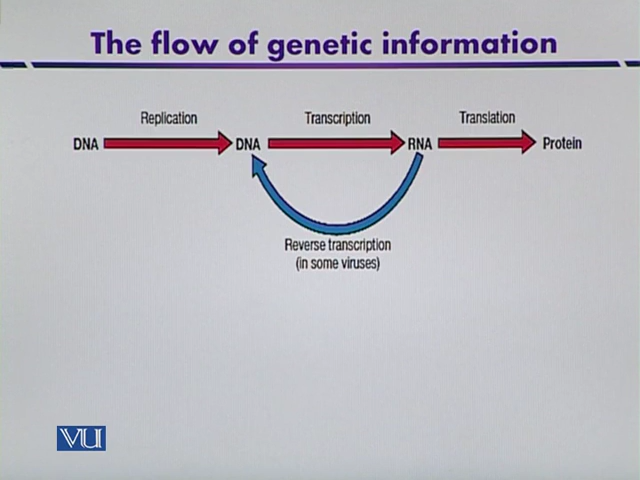 The flow of genetic information
Replication Transcription Translation
DNA DNA RNA Protein
Reverse transcription
(in some viruses)
VU